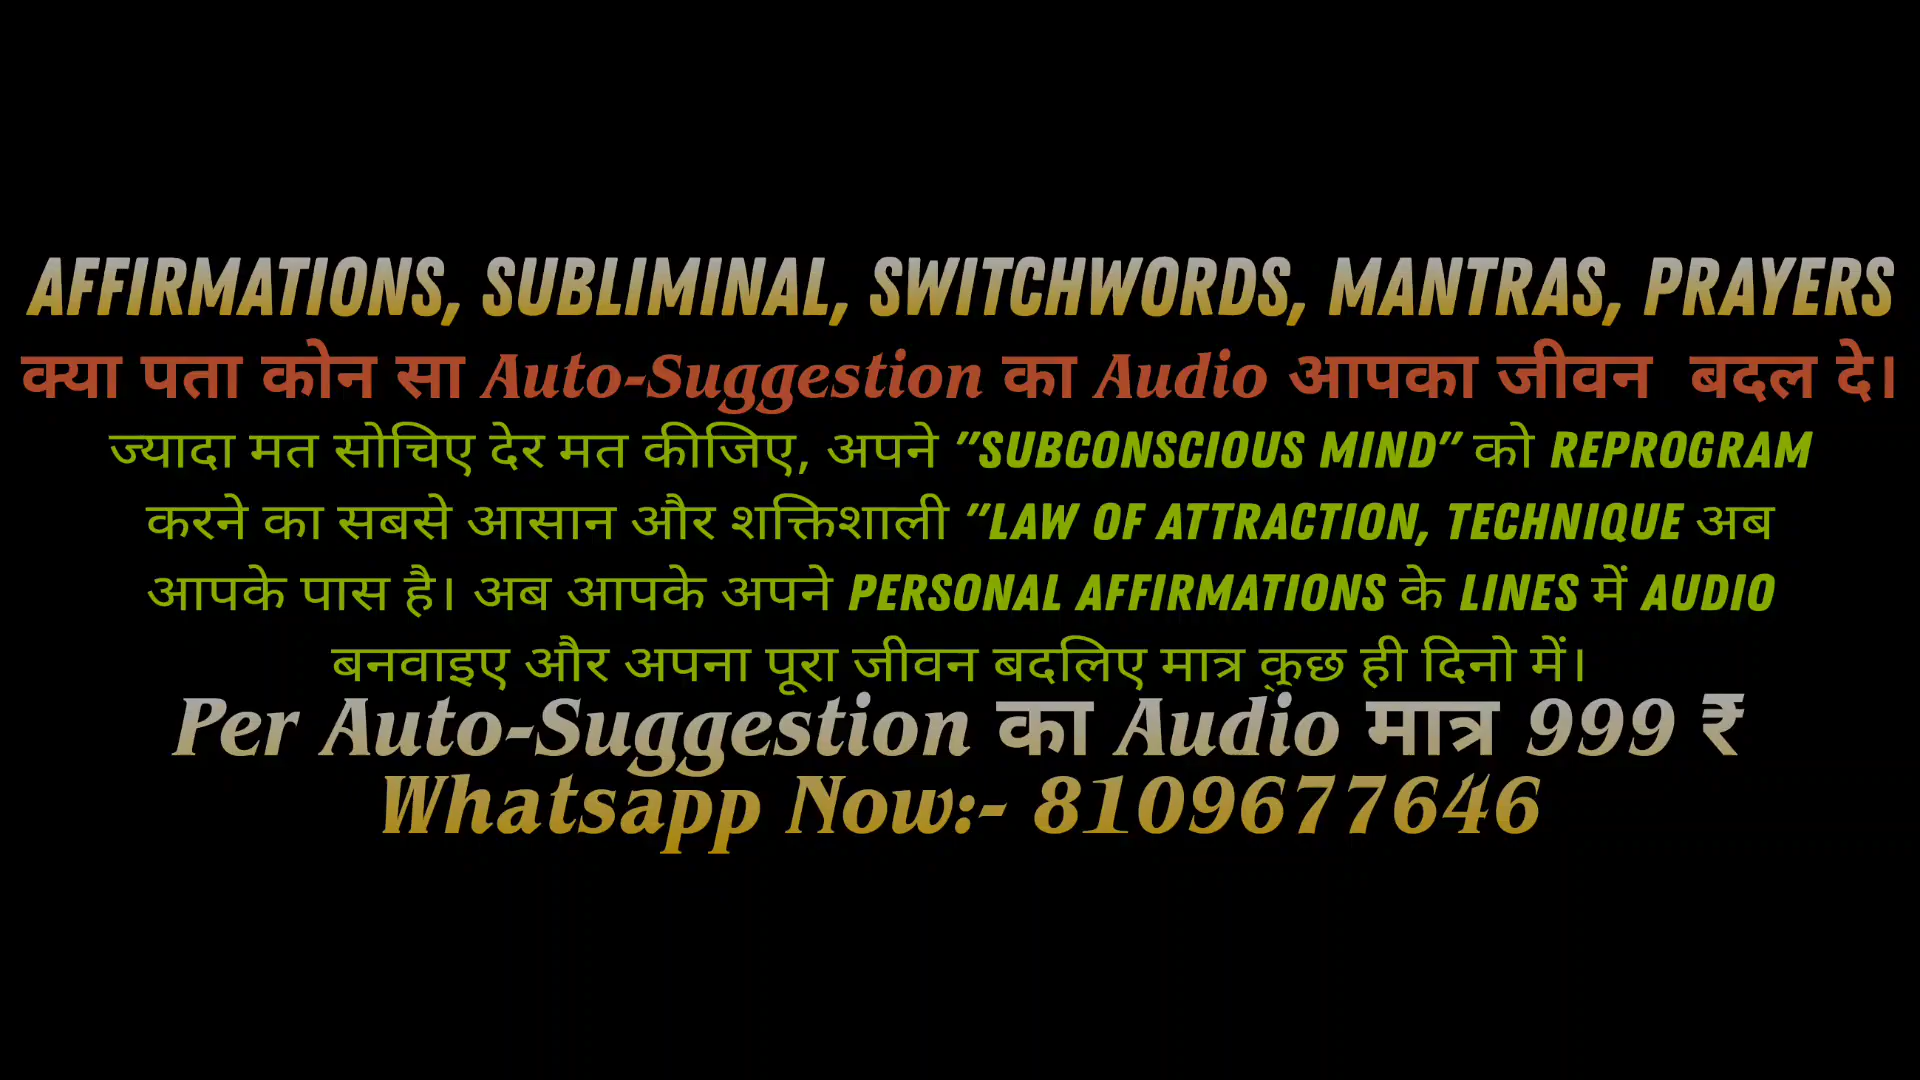 AFFIRMATIONS, SUBLIMINAL, SWITCHWORDS, MANTRAS, PRAYERS
क्या पता कोन सा Auto-Suggestion का Audio आपका जीवन बदल दे।
ज्यादा मत सोचिए देर मत कीजिए, अपने "SUBCONSCIOUS MIND" को REPROGRAM
करने का सबसे आसान और शक्तिशाली "LAW OF ATTRACTION, TECHNIQUE अब
आपके पास है। अब आपके अपने PERSONAL AFFIRMATIONS के LINES में AUDIO
बनवाइए और अपना पूरा जीवन बदलिए मात्र कुछ ही दिनो में।
Per Auto-Suggestion का Audio मात्र 999 ₹
Whatsapp Now:- 8109677646